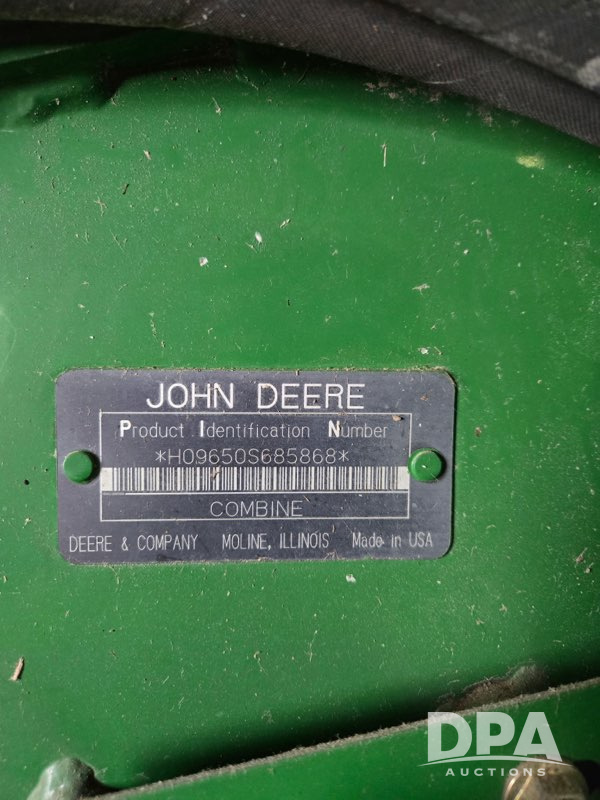 JOHN DEERE
Product Identification Number
*H09650S685868*
COMBINE
DEERE & COMPANY MOLINE, ILLINOIS Made in USA
DPA
AUCTIONS